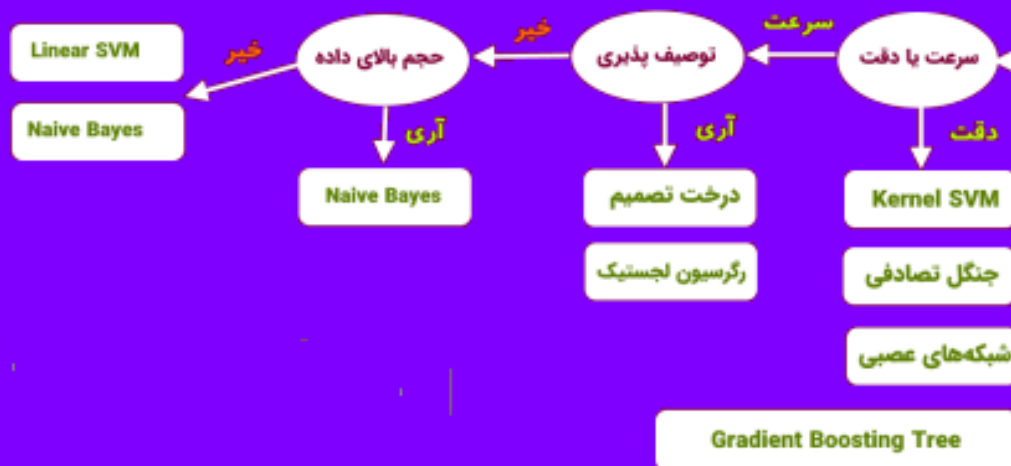 سرعت یا دقت
سرعت
توصیف پذیری
خیر
حجم بالای داده
خیر
Linear SVM
Naive Bayes
دقت
آری
آری
Kernel SVM
درخت تصمیم
Naive Bayes
جنگل تصادفی
رگرسیون لجستیک
شبکه‌های عصبی
Gradient Boosting Tree